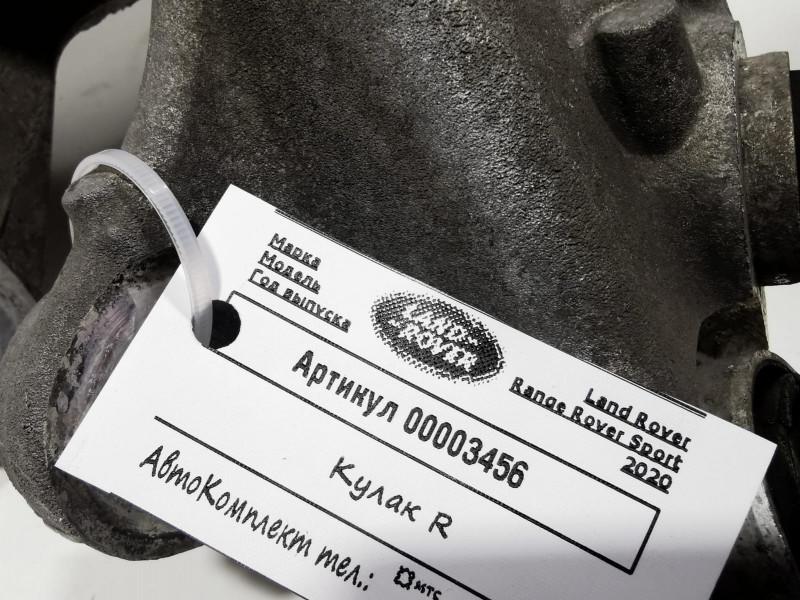 Марка Land Rover
Модель Range Rover Sport
Год выпуска 2020
LAND-
-ROVER
Артикул 00003456
Кулак R
АвтоКомплект тел.: мтс